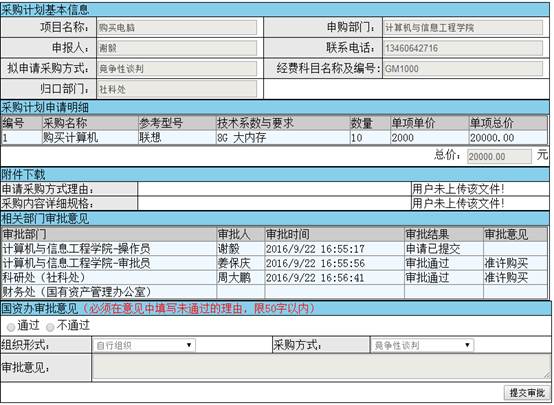 采购计划基本信息
项目名称: 购买电脑 申购部门: 计算机与信息工程学院
申报人: 谢毅 联系电话: 13460642716
拟申请采购方式: 竟争性谈判 经费科目名称及编号: GM1000
归口部门: 社科处
采购计划申请明细
编号 采购名称 参考型号 技术系数与要求 数量 单项单价 单项总价
1 购买计算机 联想 8G 大内存 10 2000 20000.00
总价: 20000.00 元
附件下载
申请采购方式理由: 用户未上传该文件!
采购内容详细规格: 用户未上传该文件!
相关部门审批意见
审批部门 审批人 审批时间 审批结果 审批意见
计算机与信息工程学院-操作员 谢毅 2016/9/22 16:55:17 申请已提交
计算机与信息工程学院-审批员 姜保庆 2016/9/22 16:55:56 审批通过 准许购买
科研处（社科处） 周大鹏 2016/9/22 16:56:41 审批通过 准许购买
财务处（国有资产管理办公室）
国资办审批意见（必须在意见中填写未通过的理由，限50字以内）
通过 不通过
组织形式: 自行组织 采购方式: 竟争性谈判
审批意见:
提交审批